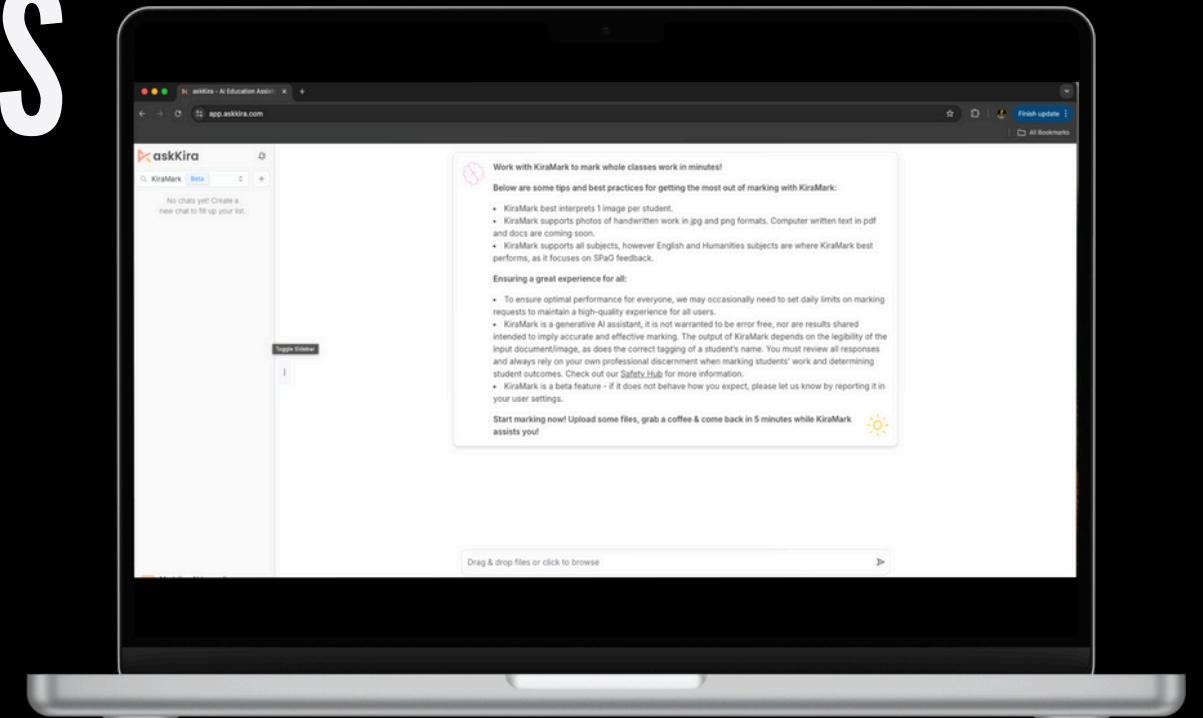 S
askKira - AI Education Assist
app.askkira.com
Finish update
All Bookmarks
askKira
KiraMark Beta
No chats yet! Create a
new chat to fill up your list.
Toggle Sidebar
Work with KiraMark to mark whole classes work in minutes!
Below are some tips and best practices for getting the most out of marking with KiraMark:
• KiraMark best interprets 1 image per student.
• KiraMark supports photos of handwritten work in jpg and png formats. Computer written text in pdf
and docs are coming soon.
• KiraMark supports all subjects, however English and Humanities subjects are where KiraMark best
performs, as it focuses on SPaG feedback.
Ensuring a great experience for all:
• To ensure optimal performance for everyone, we may occasionally need to set daily limits on marking
requests to maintain a high-quality experience for all users.
• KiraMark is a generative AI assistant, it is not warranted to be error free, nor are results shared
intended to imply accurate and effective marking. The output of KiraMark depends on the legibility of the
input document/image, as does the correct tagging of a student's name. You must review all responses
and always rely on your own professional discernment when marking students' work and determining
student outcomes. Check out our Safety Hub for more information.
• KiraMark is a beta feature - if it does not behave how you expect, please let us know by reporting it in
your user settings.
Start marking now! Upload some files, grab a coffee & come back in 5 minutes while KiraMark
assists you!
Drag & drop files or click to browse